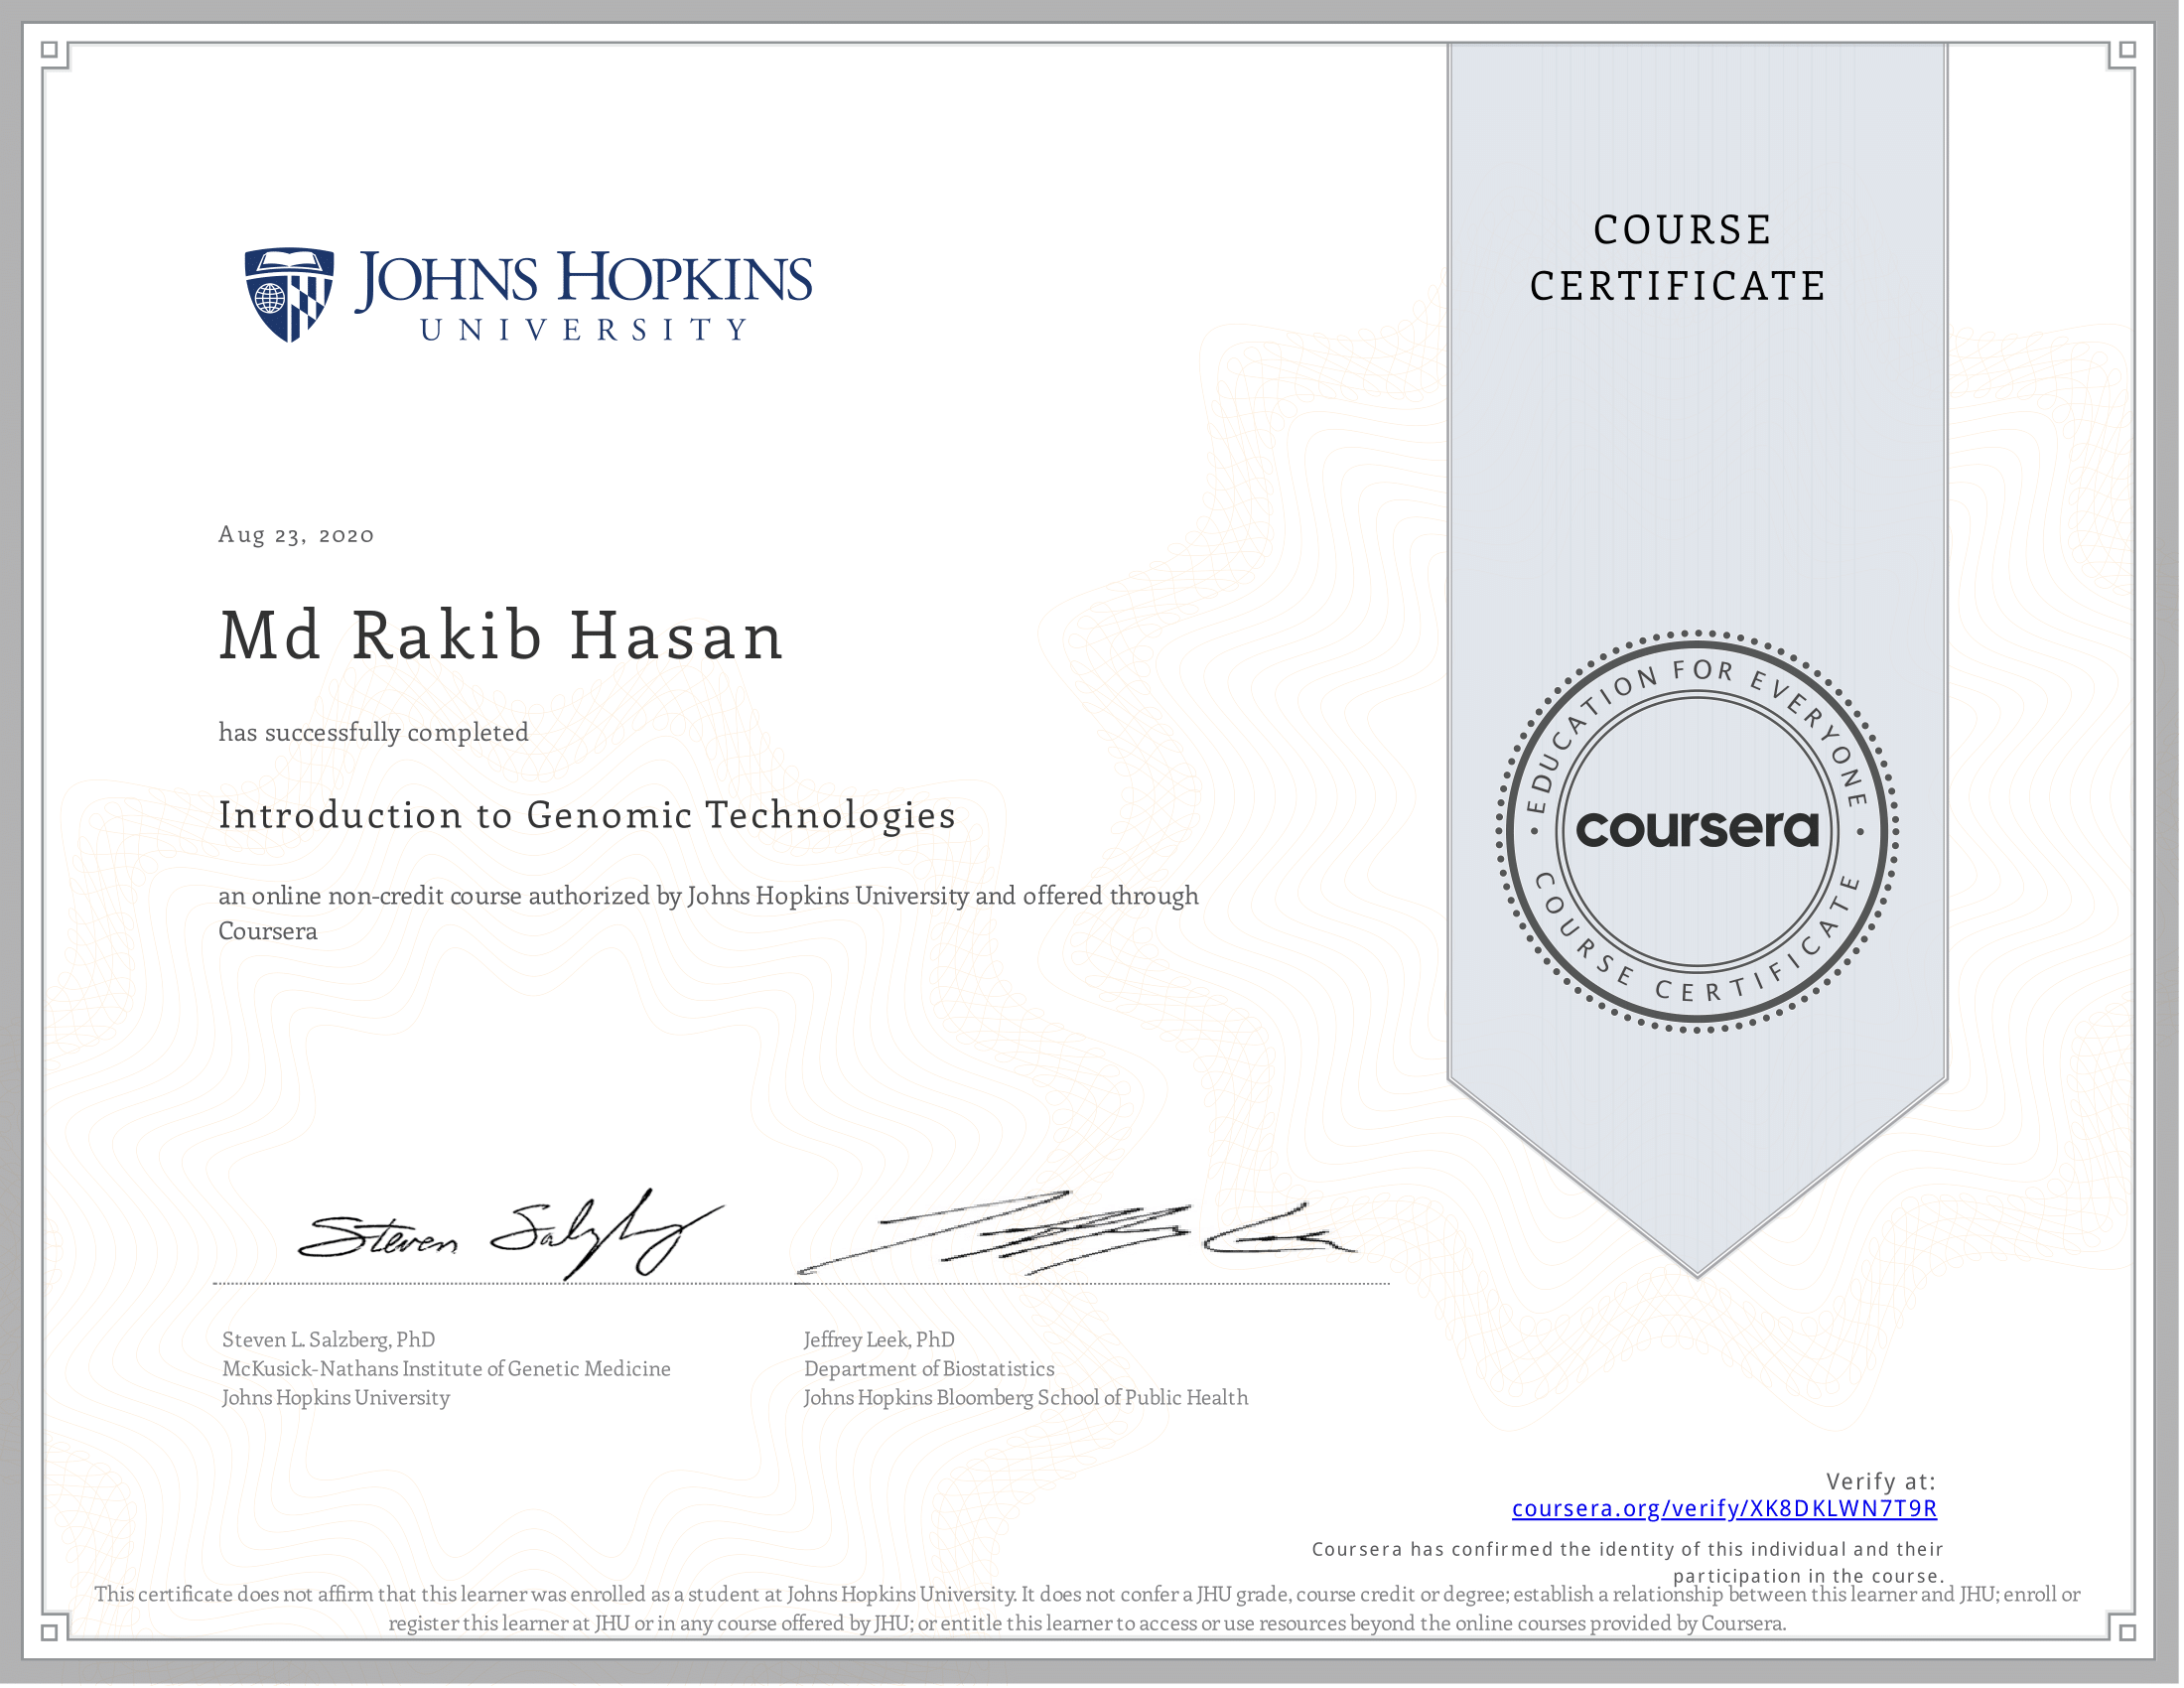 JOHNS HOPKINS
UNIVERSITY
COURSE
CERTIFICATE
Aug 23, 2020
Md Rakib Hasan
has successfully completed
Introduction to Genomic Technologies
an online non-credit course authorized by Johns Hopkins University and offered through
Coursera
EDUCATION FOR EVERYONE
coursera
COURSE CERTIFICATE
Steven Salzberg
Steven L. Salzberg, PhD
McKusick-Nathans Institute of Genetic Medicine
Johns Hopkins University
Jeffrey Leek, PhD
Department of Biostatistics
Johns Hopkins Bloomberg School of Public Health
Verify at:
coursera.org/verify/XK8DKLWN7T9R
Coursera has confirmed the identity of this individual and their
participation in the course.
This certificate does not affirm that this learner was enrolled as a student at Johns Hopkins University. It does not confer a JHU grade, course credit or degree; establish a relationship between this learner and JHU; enroll or
register this learner at JHU or in any course offered by JHU; or entitle this learner to access or use resources beyond the online courses provided by Coursera.